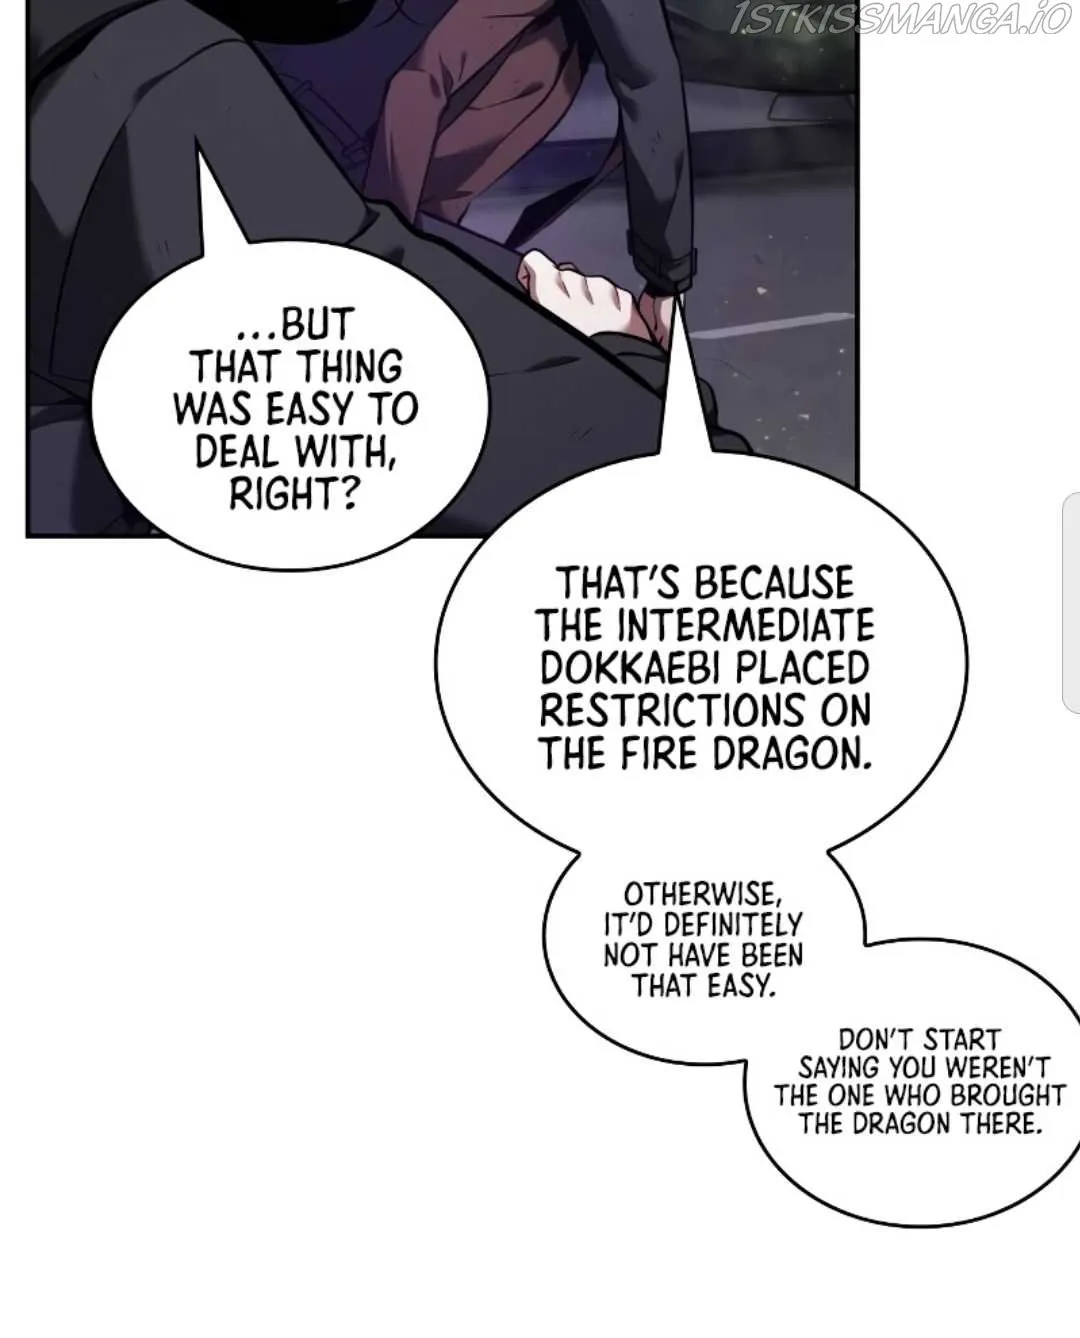 1STKISSMANGA.IO
...BUT
THAT THING
WAS EASY TO
DEAL WITH,
RIGHT?
THAT'S BECAUSE
THE INTERMEDIATE
DOKKAEBI PLACED
RESTRICTIONS ON
THE FIRE DRAGON.
OTHERWISE,
IT'D DEFINITELY
NOT HAVE BEEN
THAT EASY.
DON'T START
SAYING YOU WEREN'T
THE ONE WHO BROUGHT
THE DRAGON THERE.